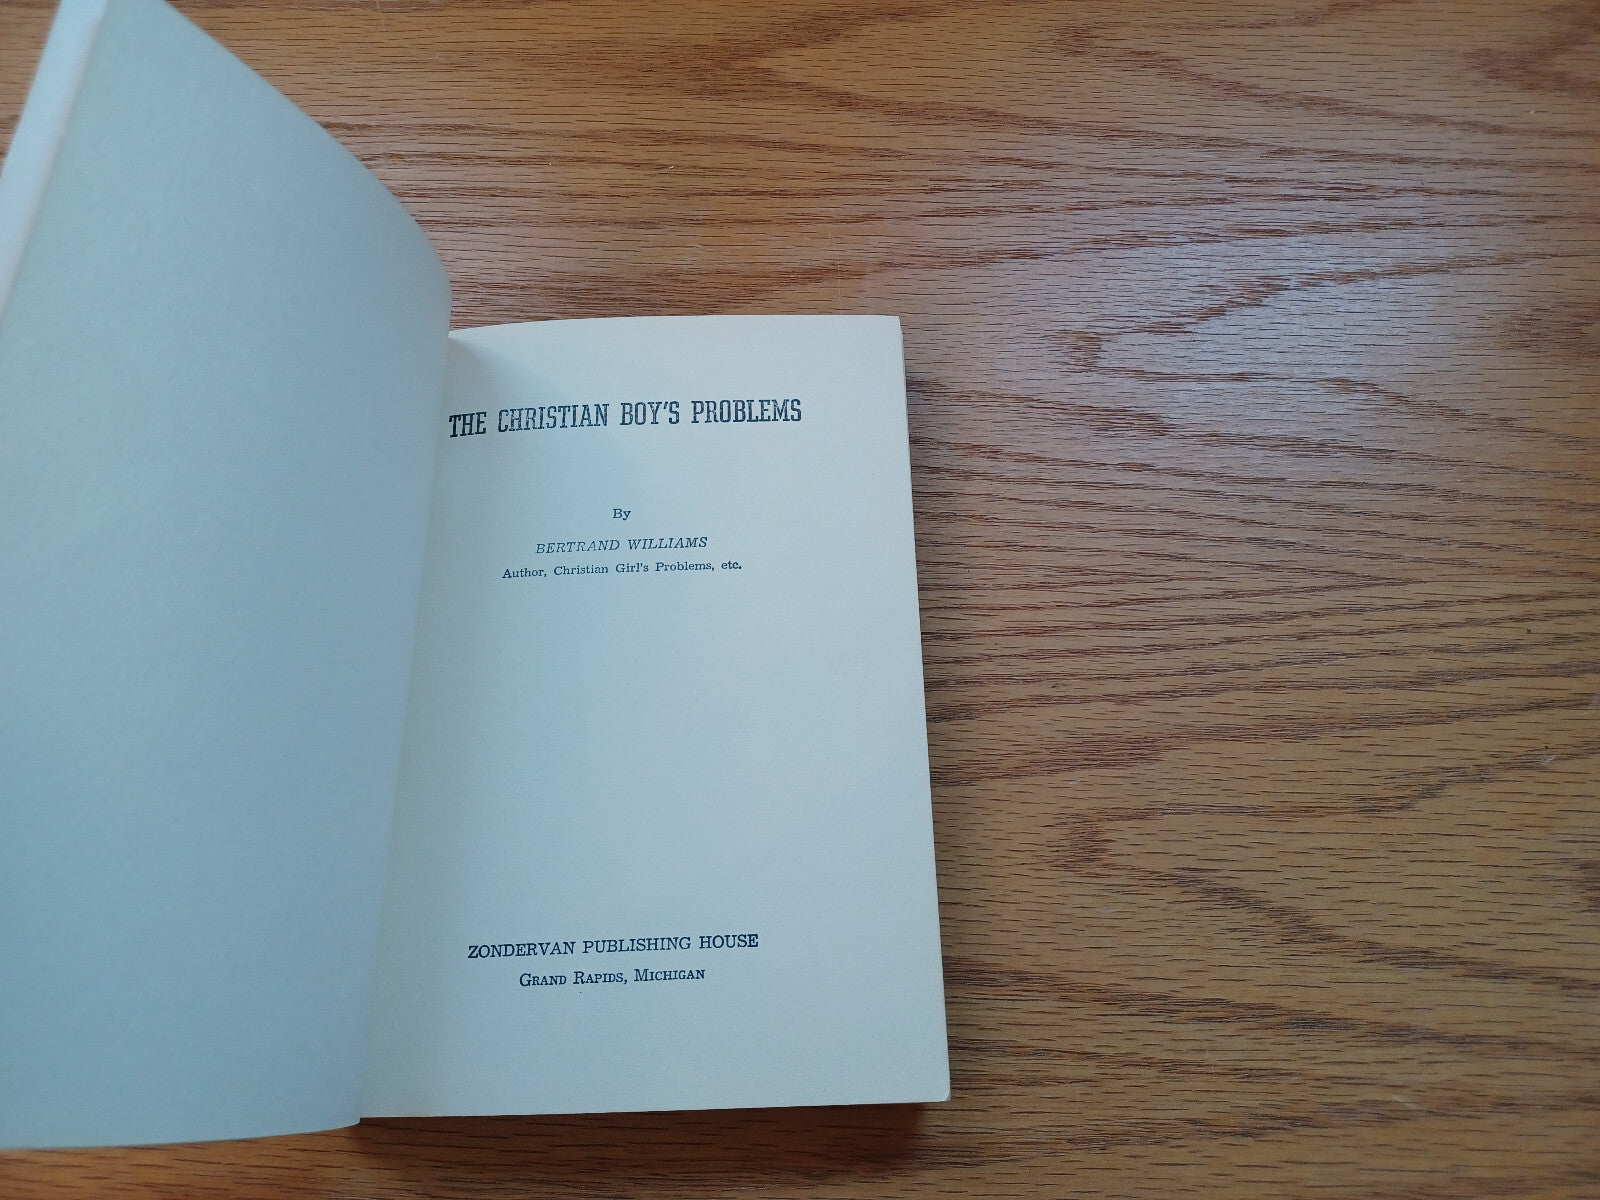 THE CHRISTIAN BOY'S PROBLEMS
By
BERTRAND WILLIAMS
Author, Christian Girl's Problems, etc.
ZONDERVAN PUBLISHING HOUSE
GRAND RAPIDS, MICHIGAN